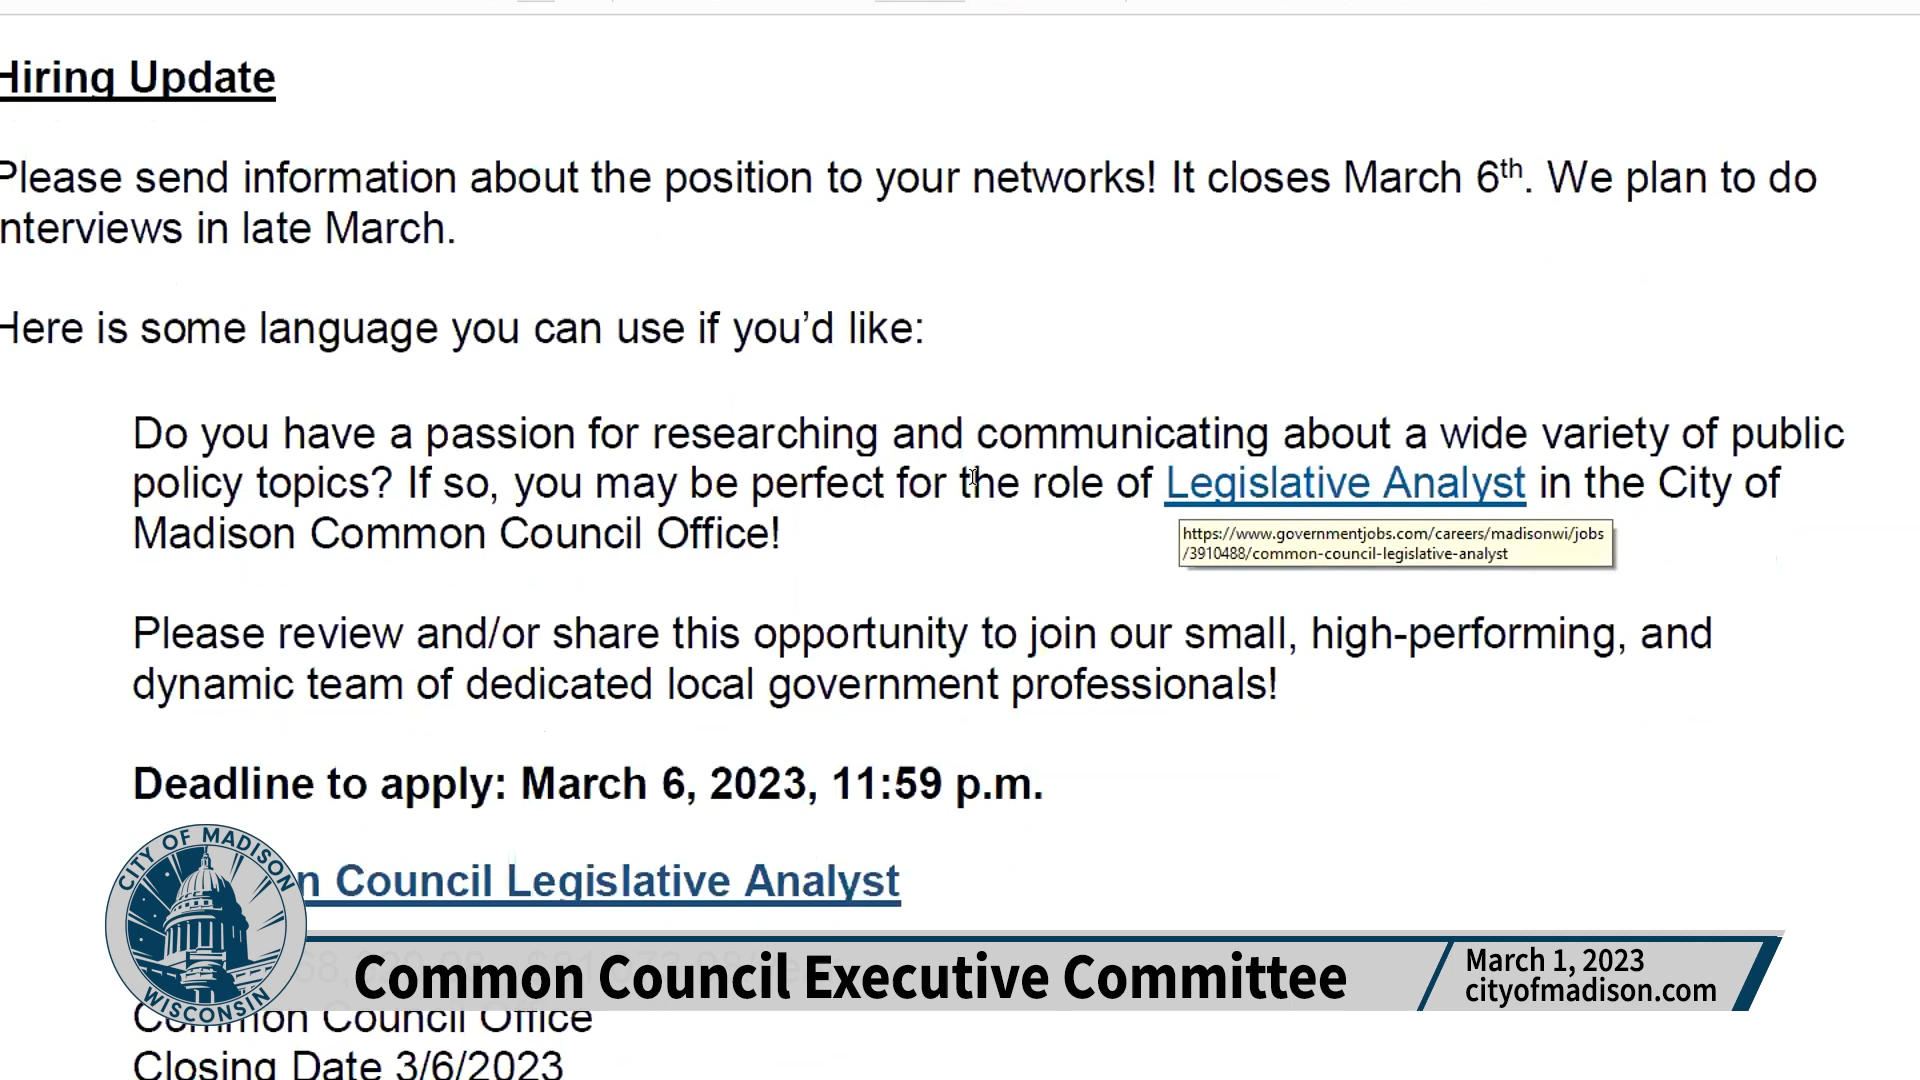 Hiring Update
Please send information about the position to your networks! It closes March 6th. We plan to do
interviews in late March.
Here is some language you can use if you'd like:
Do you have a passion for researching and communicating about a wide variety of public
policy topics? If so, you may be perfect for the role of Legislative Analyst in the City of
Madison Common Council Office!
https://www.governmentjobs.com/careers/madisonwi/jobs
/3910488/common-council-legislative-analyst
Please review and/or share this opportunity to join our small, high-performing, and
dynamic team of dedicated local government professionals!
Deadline to apply: March 6, 2023, 11:59 p.m.
n Council Legislative Analyst
CITY OF MADISON
WISCONSIN
Common Council Executive Committee
March 1, 2023
cityofmadison.com
Common Council Office
Closing Date 3/6/2023